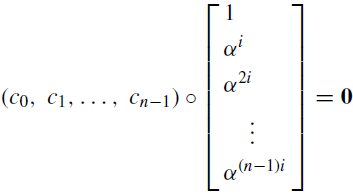 1
αⁱ
α²ⁱ
(c₀, c₁, . . . , cₙ₋₁) ∘ = 0
⋮
α⁽ⁿ⁻¹⁾ⁱ